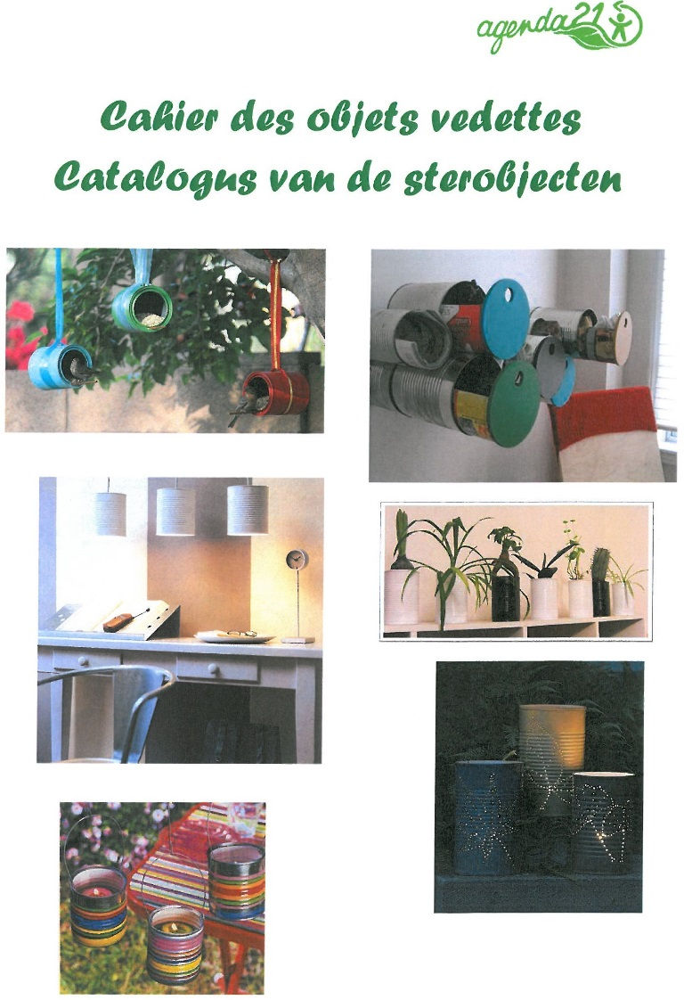 agenda21
Cahier des objets vedettes
Catalogus van de sterobjecten